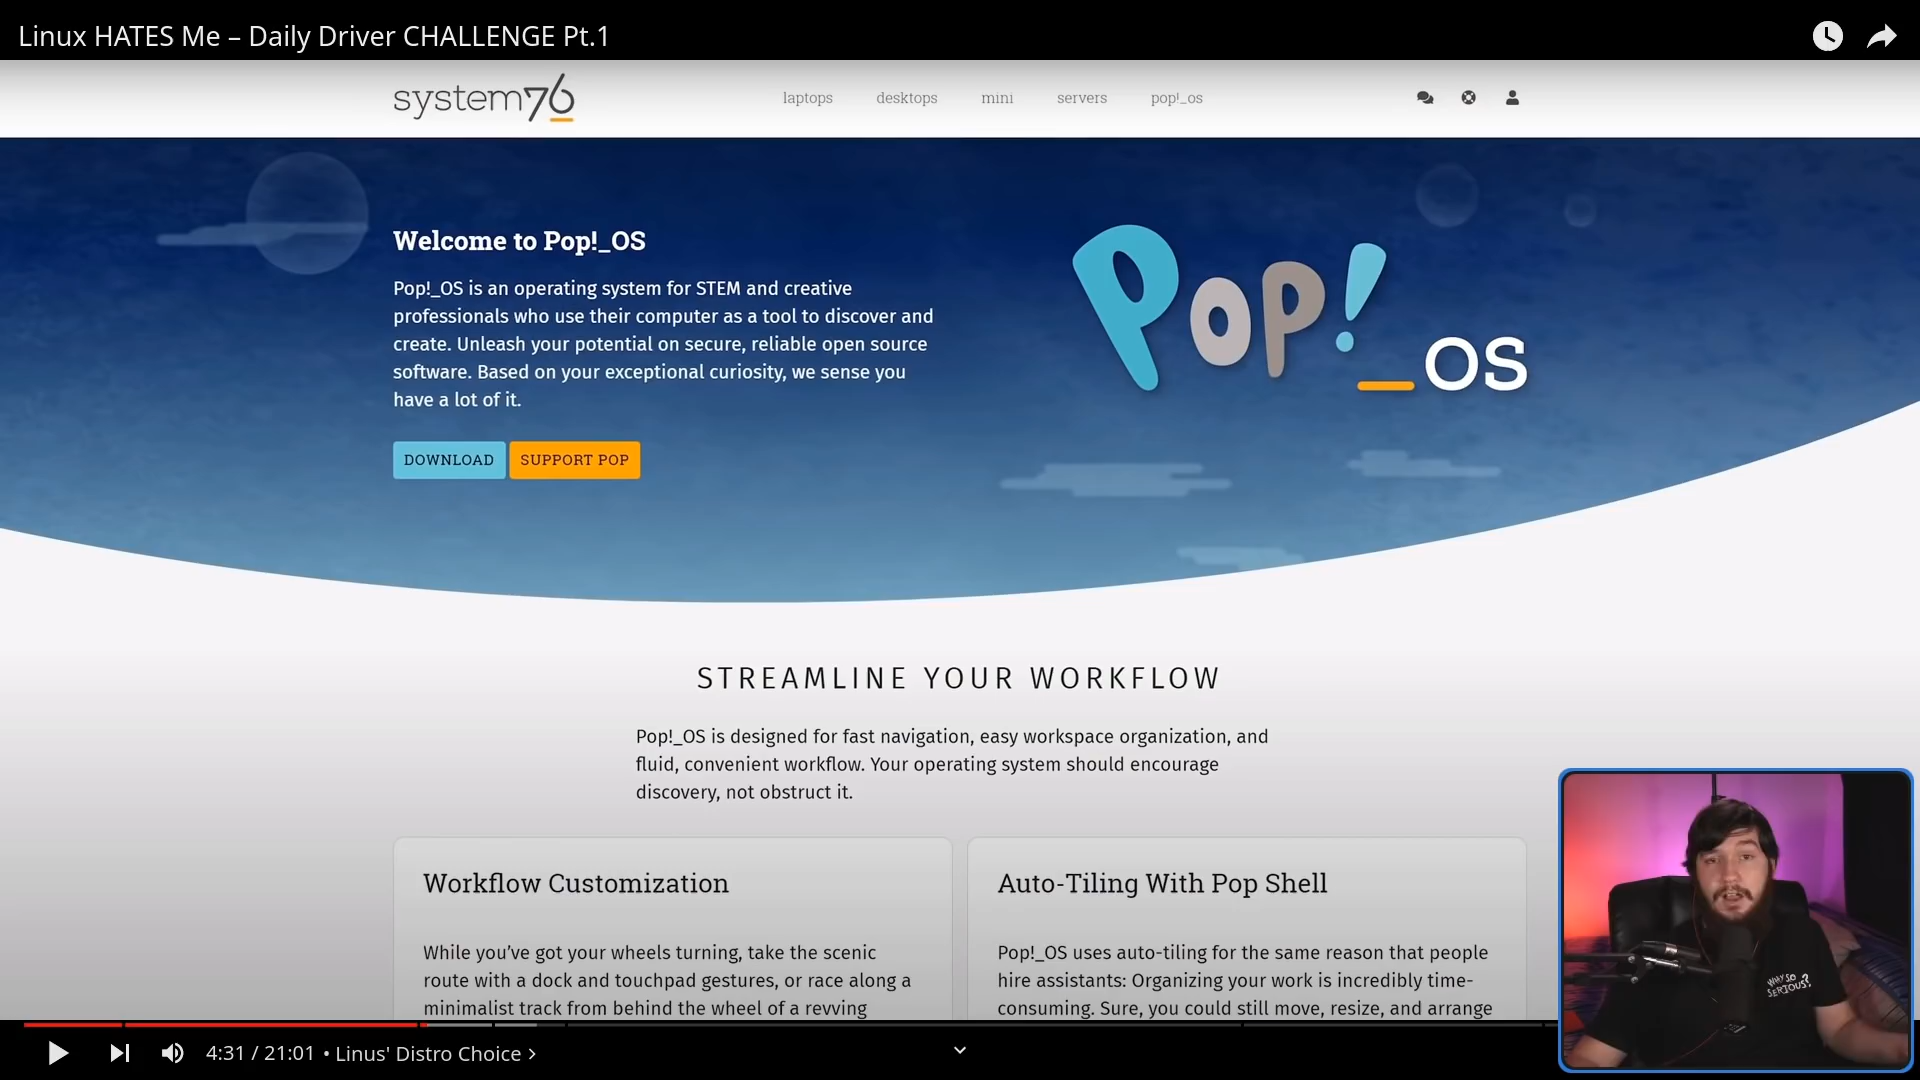 Linux HATES Me – Daily Driver CHALLENGE Pt.1
system76
laptops
desktops
mini
servers
pop!_os
Welcome to Pop!_OS
Pop!_OS is an operating system for STEM and creative
professionals who use their computer as a tool to discover and
create. Unleash your potential on secure, reliable open source
software. Based on your exceptional curiosity, we sense you
have a lot of it.
DOWNLOAD
SUPPORT POP
Pop!_OS
STREAMLINE YOUR WORKFLOW
Pop!_OS is designed for fast navigation, easy workspace organization, and
fluid, convenient workflow. Your operating system should encourage
discovery, not obstruct it.
Workflow Customization
While you’ve got your wheels turning, take the scenic
route with a dock and touchpad gestures, or race along a
minimalist track from behind the wheel of a revving
Auto-Tiling With Pop Shell
Pop!_OS uses auto-tiling for the same reason that people
hire assistants: Organizing your work is incredibly time-
consuming. Sure, you could still move, resize, and arrange
WHY SO
SERIOUS?
4:31 / 21:01 • Linus' Distro Choice